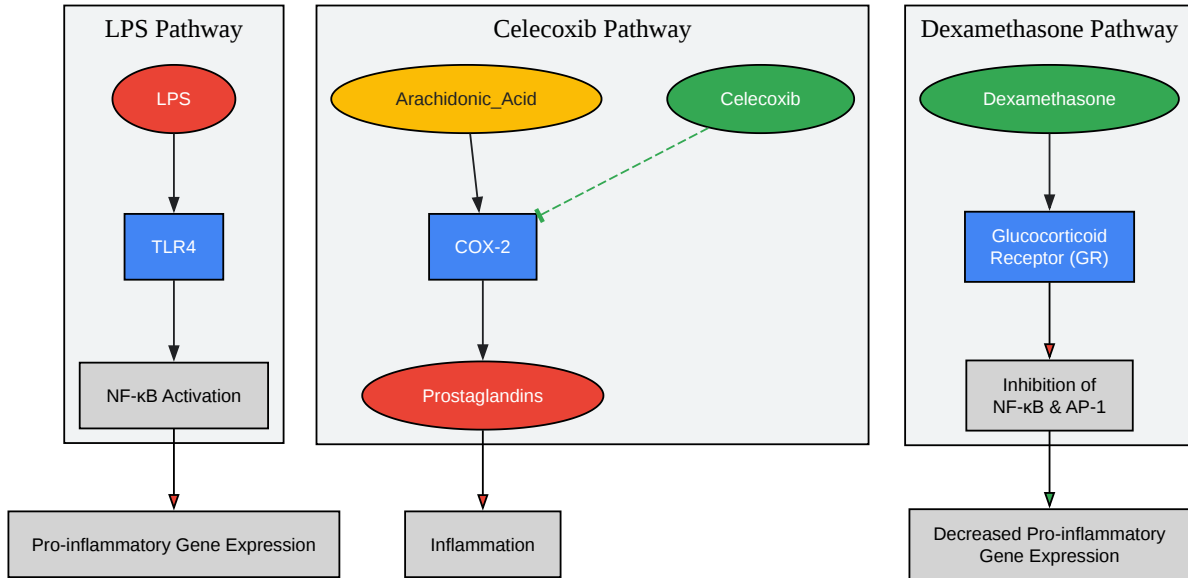 LPS Pathway
LPS
TLR4
NF-κB Activation
Pro-inflammatory Gene Expression
Celecoxib Pathway
Arachidonic_Acid
Celecoxib
COX-2
Prostaglandins
Inflammation
Dexamethasone Pathway
Dexamethasone
Glucocorticoid
Receptor (GR)
Inhibition of
NF-κB & AP-1
Decreased Pro-inflammatory
Gene Expression